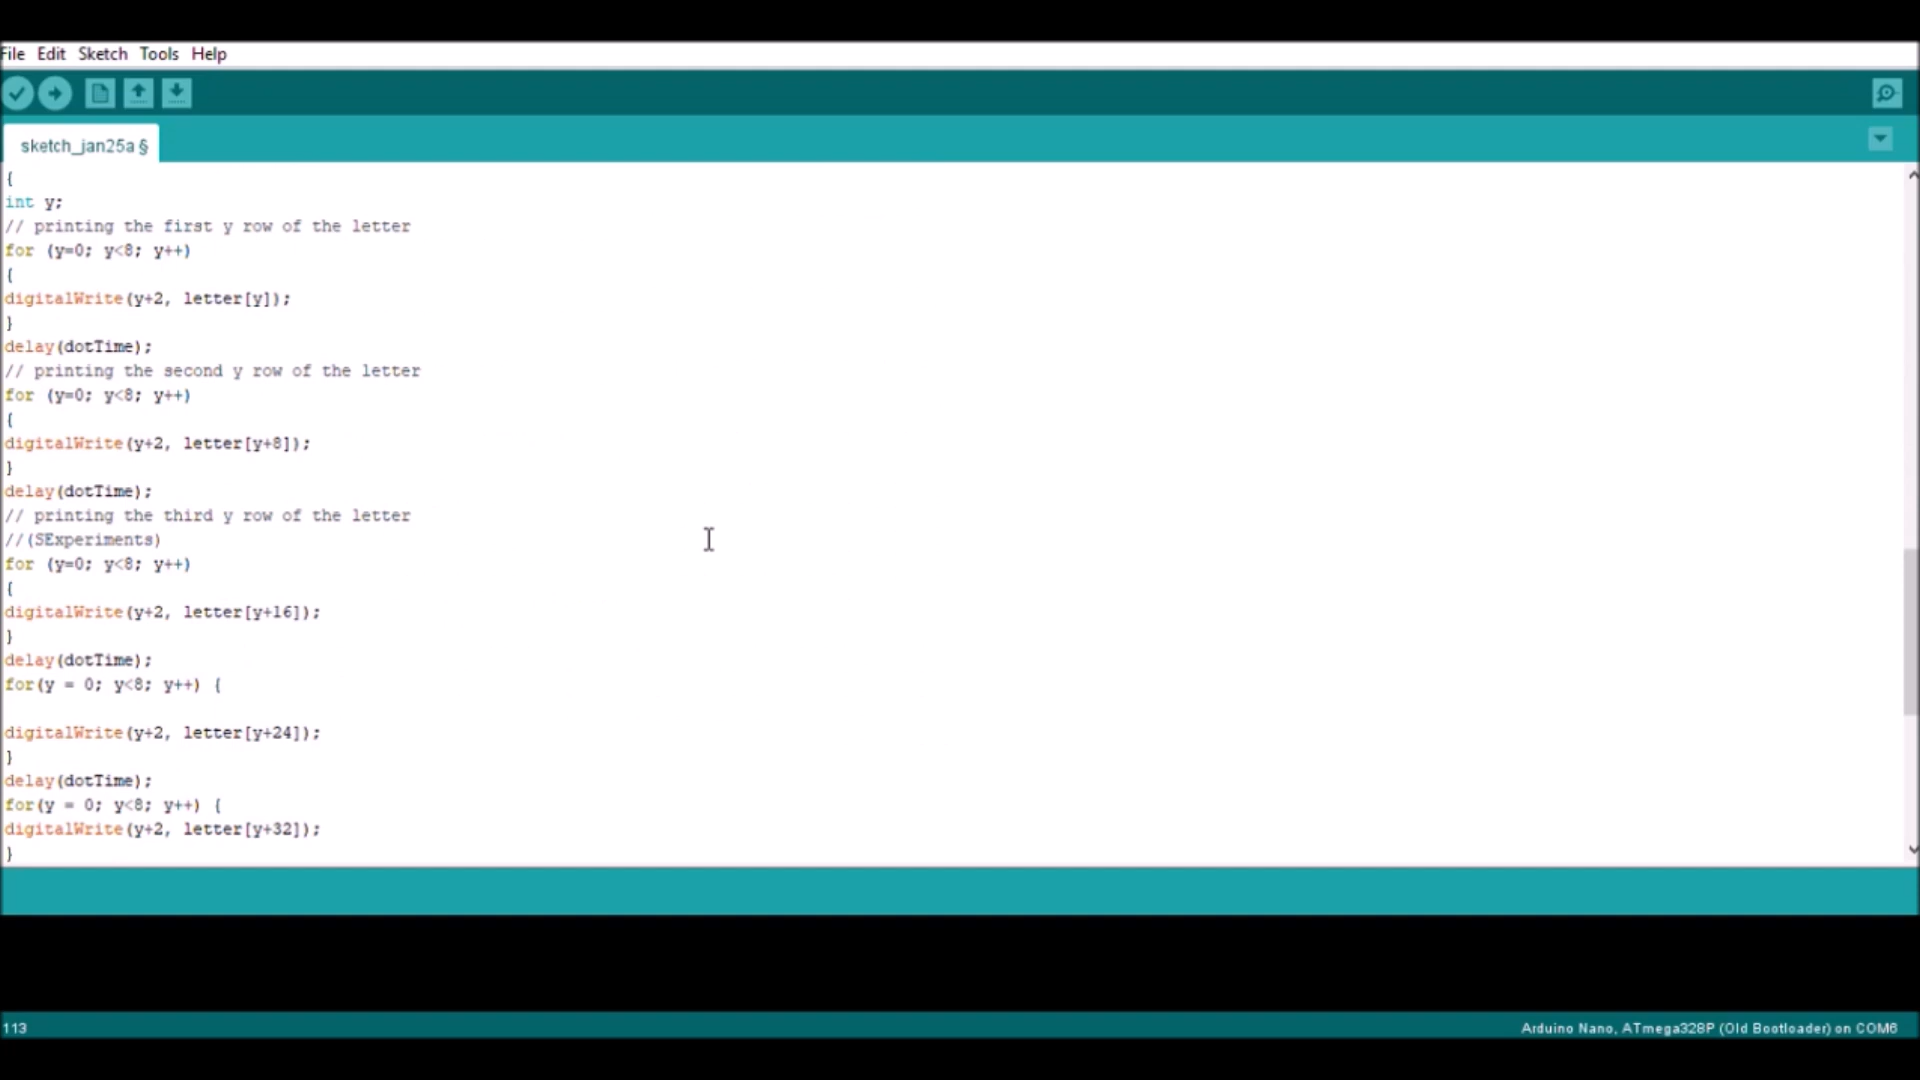 File Edit Sketch Tools Help
sketch_jan25a §
{
int y;
// printing the first y row of the letter
for (y=0; y<8; y++)
{
digitalWrite(y+2, letter[y]);
}
delay(dotTime);
// printing the second y row of the letter
for (y=0; y<8; y++)
{
digitalWrite(y+2, letter[y+8]);
}
delay(dotTime);
// printing the third y row of the letter
//(SExperiments)
for (y=0; y<8; y++)
{
digitalWrite(y+2, letter[y+16]);
}
delay(dotTime);
for(y = 0; y<8; y++) {
digitalWrite(y+2, letter[y+24]);
}
delay(dotTime);
for(y = 0; y<8; y++) {
digitalWrite(y+2, letter[y+32]);
}
113
Arduino Nano, ATmega328P (Old Bootloader) on COM6